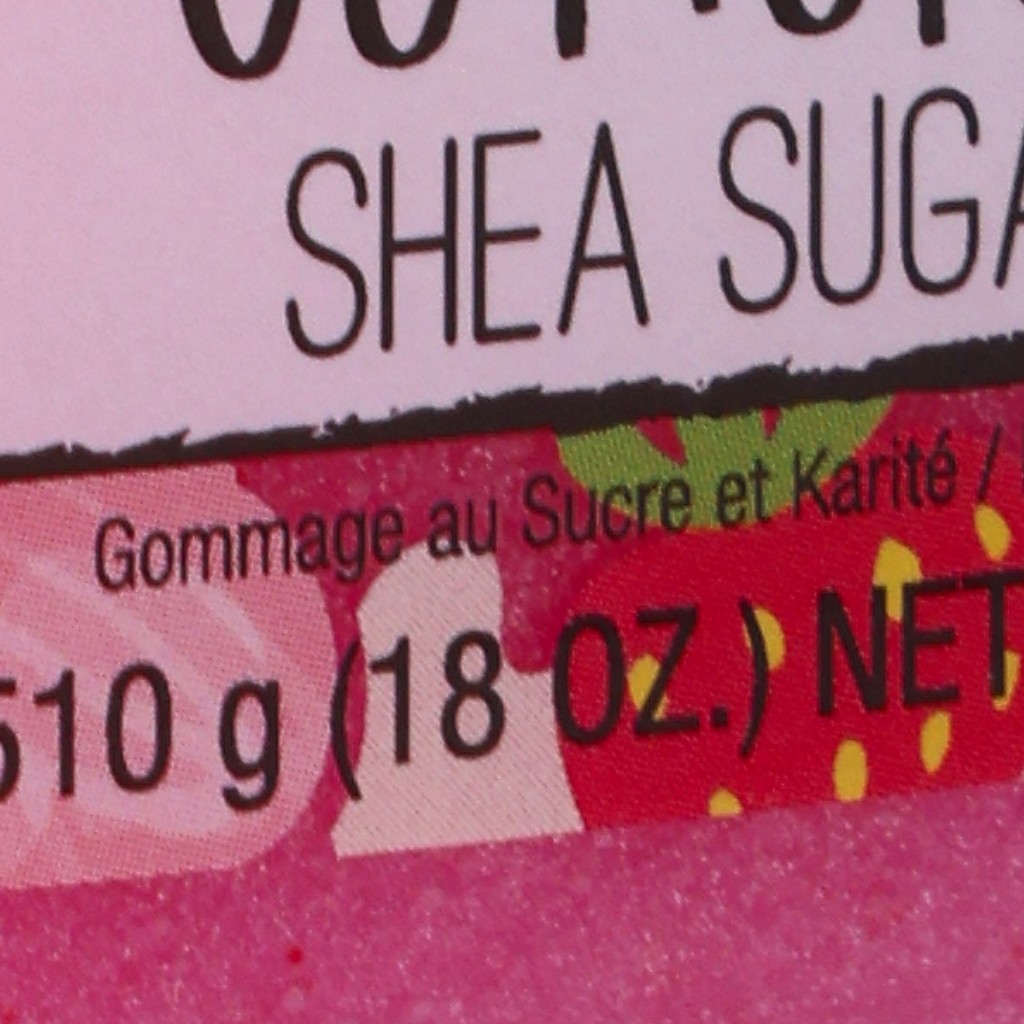 SHEA SUGA
Gommage au Sucre et Karité /
510 g (18 OZ.) NET